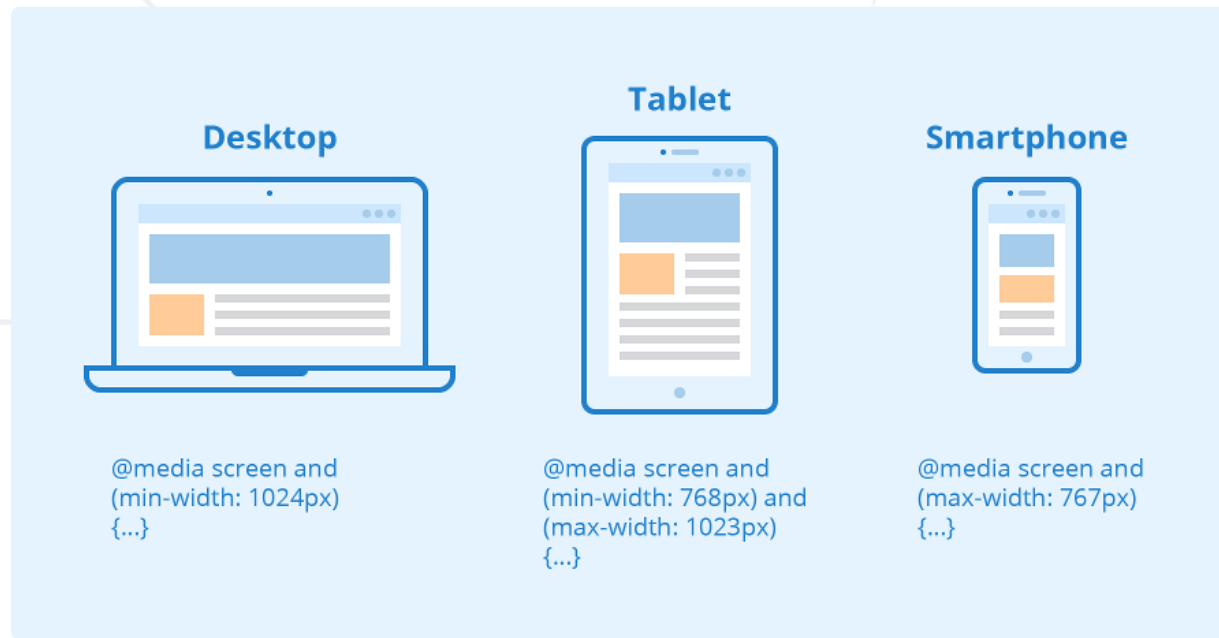 Desktop
@media screen and
(min-width: 1024px)
{...}
Tablet
@media screen and
(min-width: 768px) and
(max-width: 1023px)
{...}
Smartphone
@media screen and
(max-width: 767px)
{...}